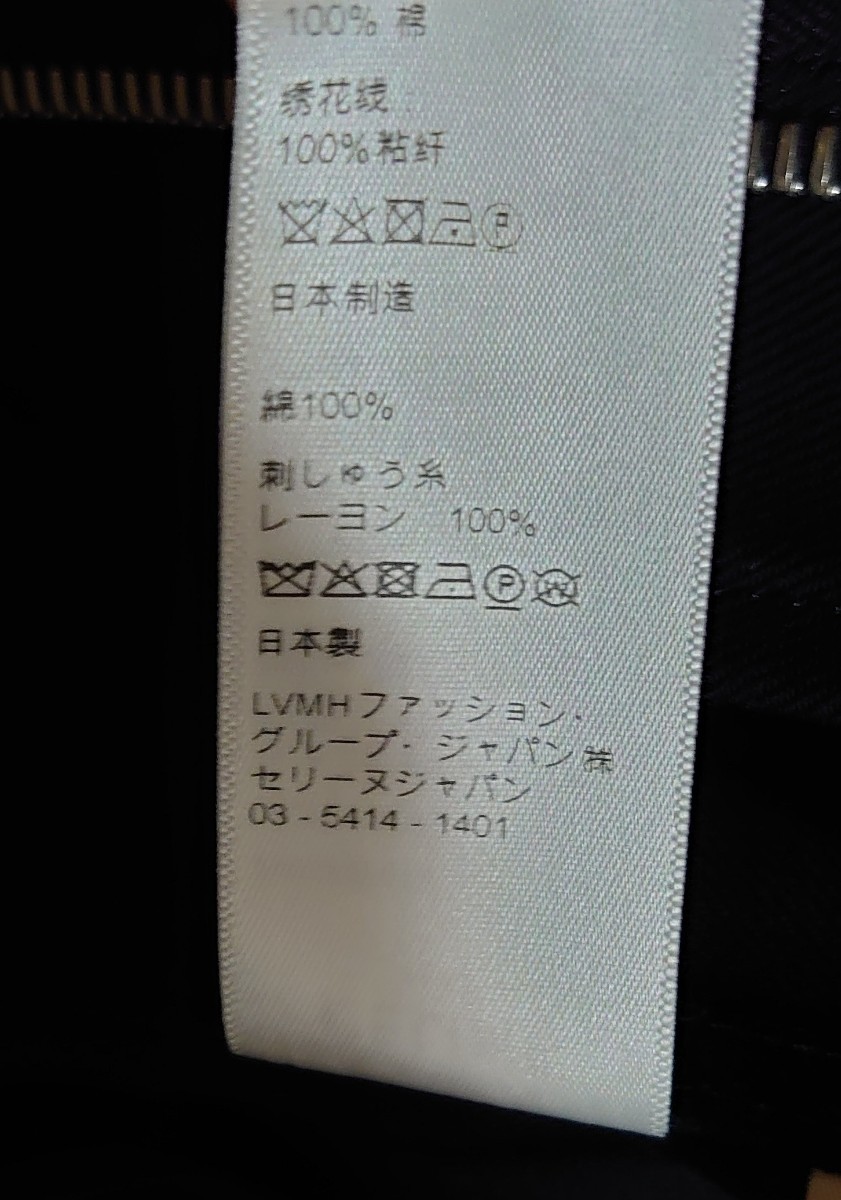 100% 棉
绣花线:
100%粘纤
P
日本制造
綿100%
刺しゅう糸
レーヨン 100%
P W
日本製
LVMHファッション・
グループ・ジャパン㈱
セリーヌジャパン
03 - 5414 - 1401